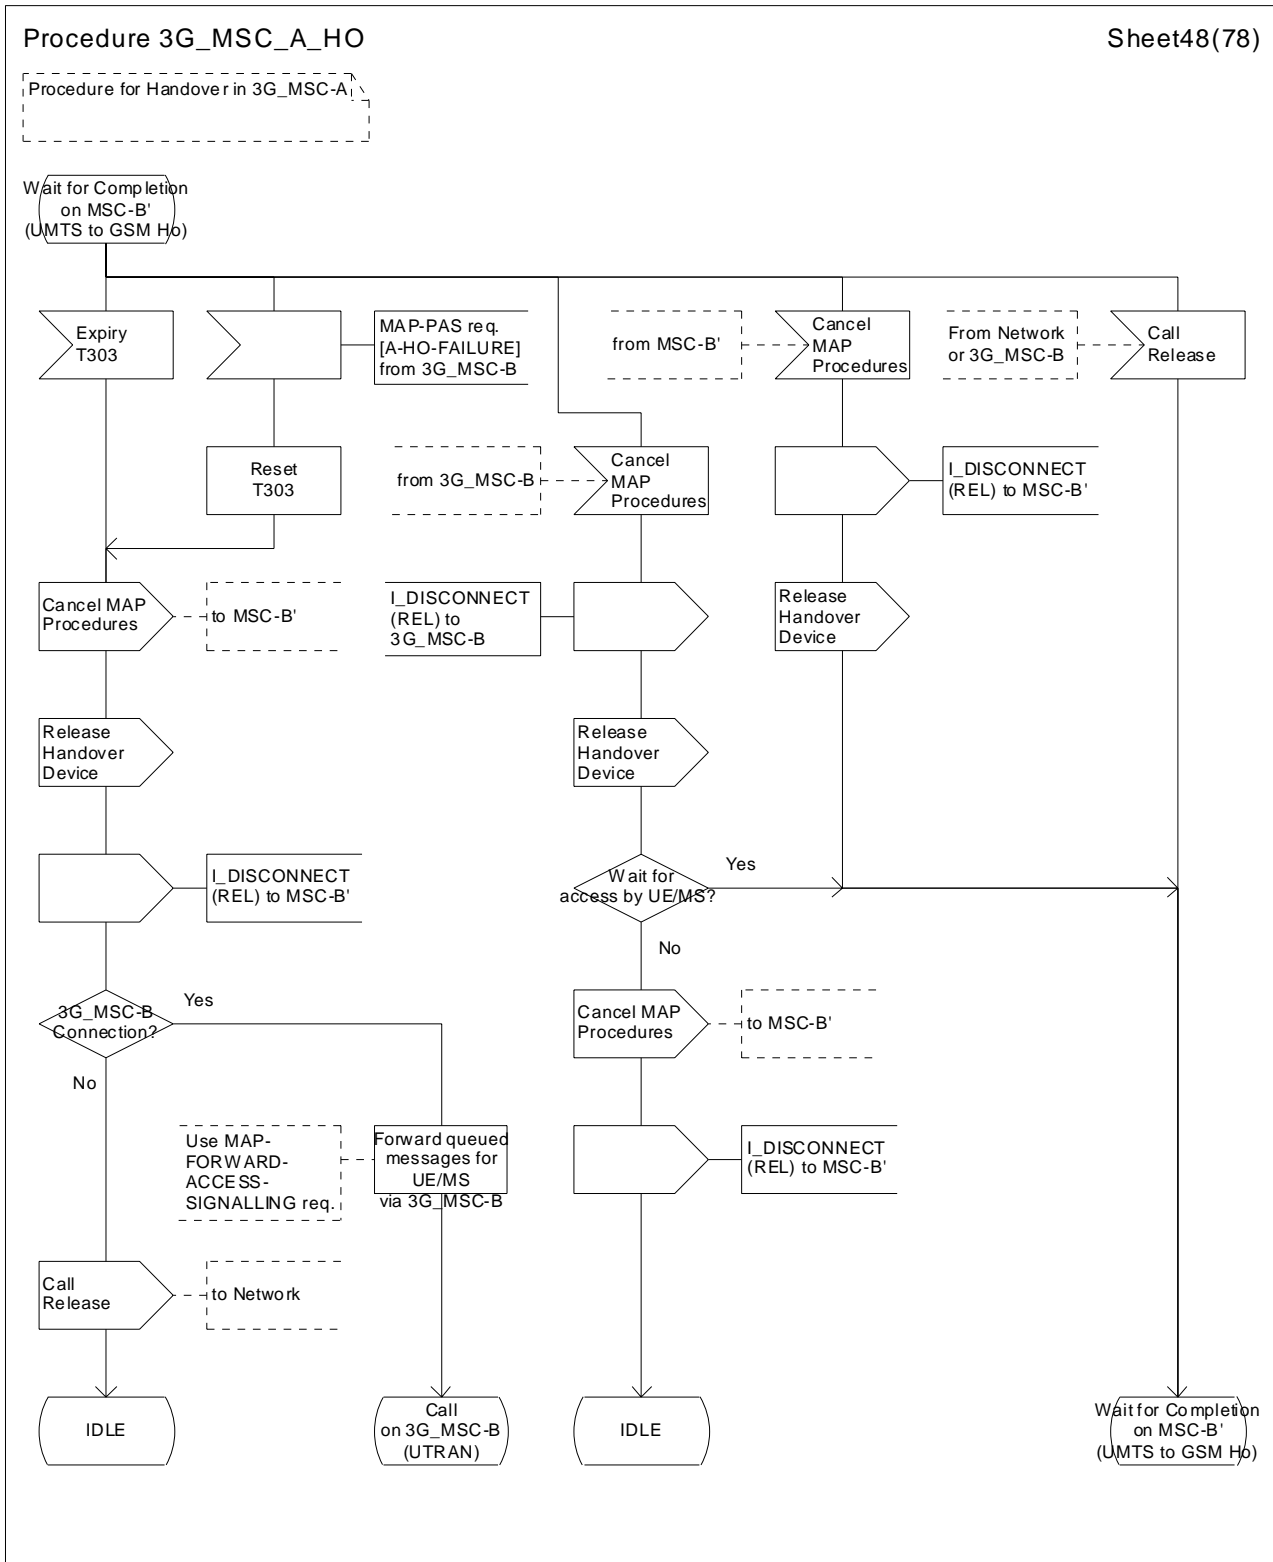 Procedure 3G_MSC_A_HO
Sheet48(78)
Procedure for Handover in 3G_MSC-A
Wait for Completion
on MSC-B'
(UMTS to GSM Ho)
Expiry
T303
MAP-PAS req.
[A-HO-FAILURE]
from 3G_MSC-B
from MSC-B'
Cancel
MAP
Procedures
From Network
or 3G_MSC-B
Call
Release
Reset
T303
from 3G_MSC-B
Cancel
MAP
Procedures
I_DISCONNECT
(REL) to MSC-B'
Cancel MAP
Procedures
to MSC-B'
I_DISCONNECT
(REL) to
3G_MSC-B
Release
Handover
Device
Release
Handover
Device
Release
Handover
Device
I_DISCONNECT
(REL) to MSC-B'
Wait for
access by UE/MS?
Yes
No
3G_MSC-B
Connection?
Yes
No
Cancel MAP
Procedures
to MSC-B'
Use MAP-
FORWARD-
ACCESS-
SIGNALLING req.
Forward queued
messages for
UE/MS
via 3G_MSC-B
I_DISCONNECT
(REL) to MSC-B'
Call
Release
to Network
IDLE
Call
on 3G_MSC-B
(UTRAN)
IDLE
Wait for Completion
on MSC-B'
(UMTS to GSM Ho)